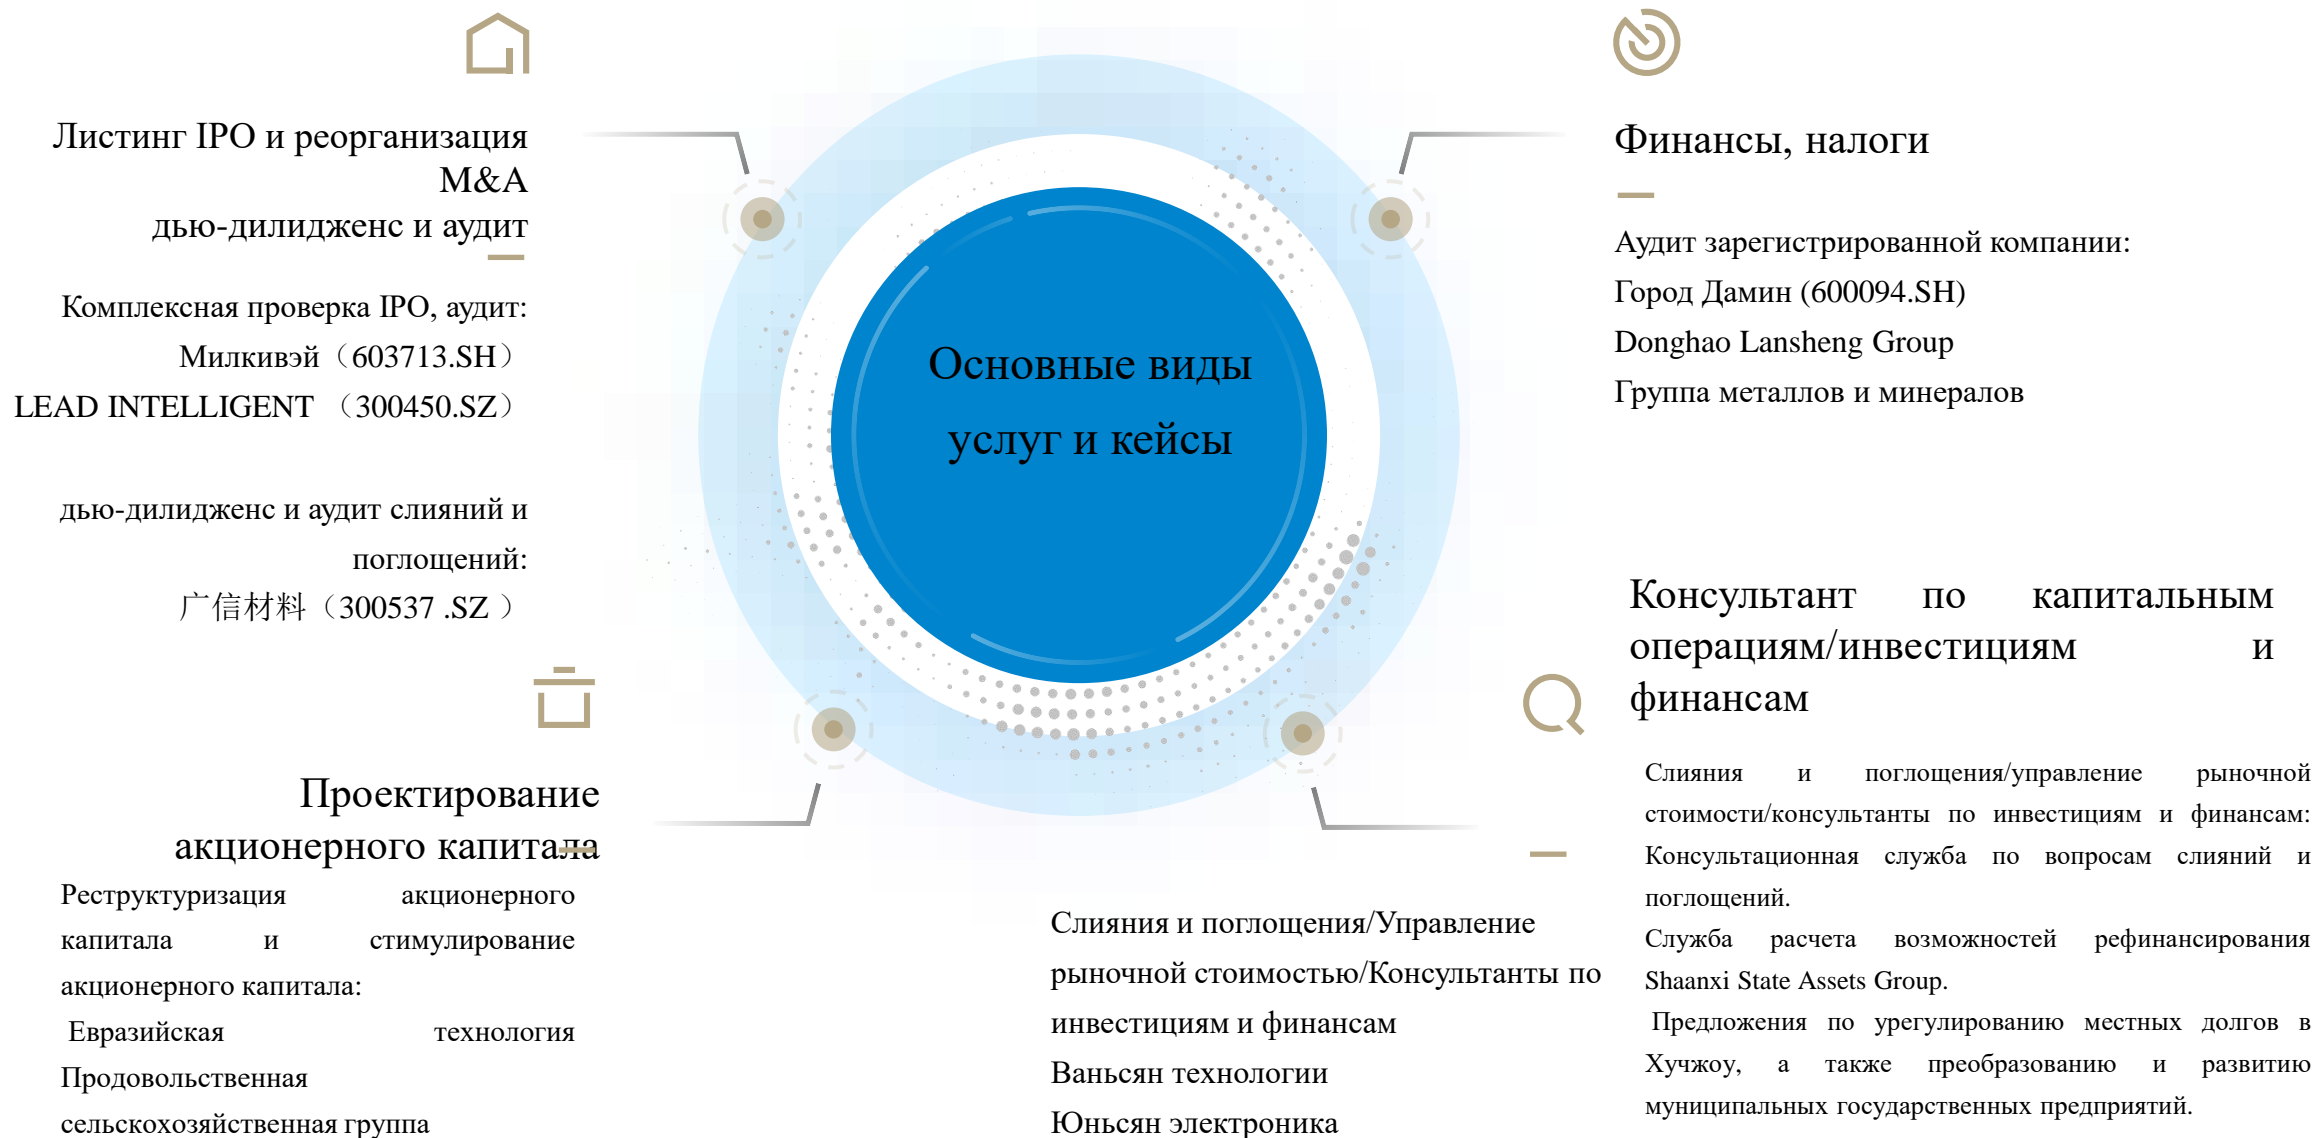 Листинг IPO и реорганизация
M&A
дью-дилидженс и аудит
Комплексная проверка IPO, аудит:
Милкивэй（603713.SH）
LEAD INTELLIGENT （300450.SZ）
дью-дилидженс и аудит слияний и
поглощений:
广信材料（300537 .SZ ）
Финансы, налоги
Аудит зарегистрированной компании:
Город Дамин (600094.SH)
Donghao Lansheng Group
Группа металлов и минералов
Основные виды
услуг и кейсы
Проектирование
акционерного капитала
Реструктуризация акционерного
капитала и стимулирование
акционерного капитала:
Евразийская технология
Продовольственная
сельскохозяйственная группа
Слияния и поглощения/Управление
рыночной стоимостью/Консультанты по
инвестициям и финансам
Ваньсян технологии
Юньсян электроника
Консультант по капитальным
операциям/инвестициям и
финансам
Слияния и поглощения/управление рыночной
стоимости/консультанты по инвестициям и финансам:
Консультационная служба по вопросам слияний и
поглощений.
Служба расчета возможностей рефинансирования
Shaanxi State Assets Group.
Предложения по урегулированию местных долгов в
Хучжоу, а также преобразованию и развитию
муниципальных государственных предприятий.